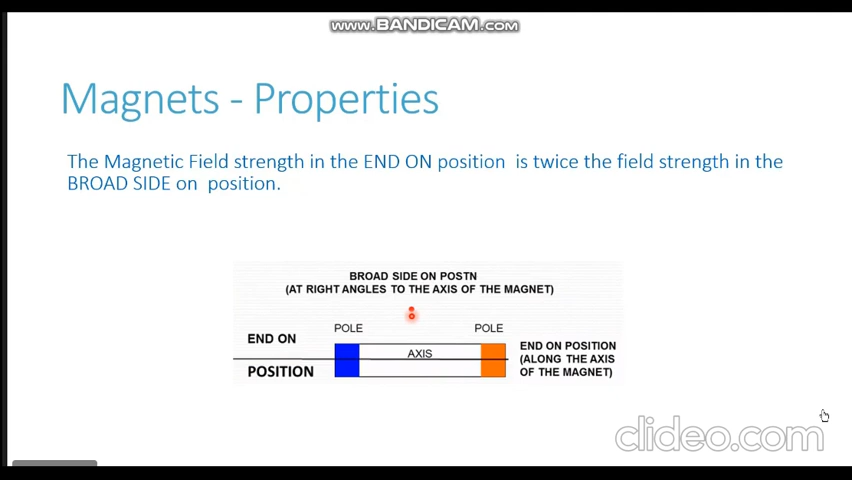 www.BANDICAM.com
Magnets - Properties
The Magnetic Field strength in the END ON position is twice the field strength in the
BROAD SIDE on position.
BROAD SIDE ON POSTN
(AT RIGHT ANGLES TO THE AXIS OF THE MAGNET)
POLE
POLE
END ON
AXIS
END ON POSITION
(ALONG THE AXIS
OF THE MAGNET)
POSITION
clideo.com